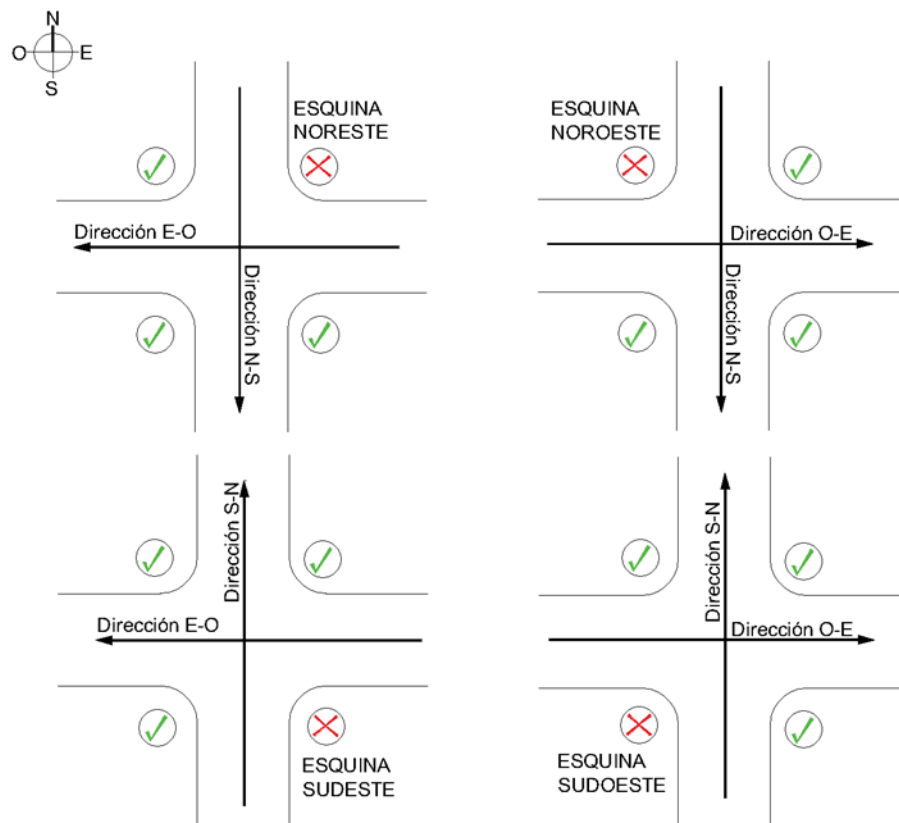 N
O
E
S
ESQUINA
NORESTE
Dirección E-O
Dirección N-S
ESQUINA
NOROESTE
Dirección O-E
Dirección N-S
Dirección S-N
Dirección E-O
ESQUINA
SUDESTE
Dirección S-N
Dirección O-E
ESQUINA
SUDOESTE